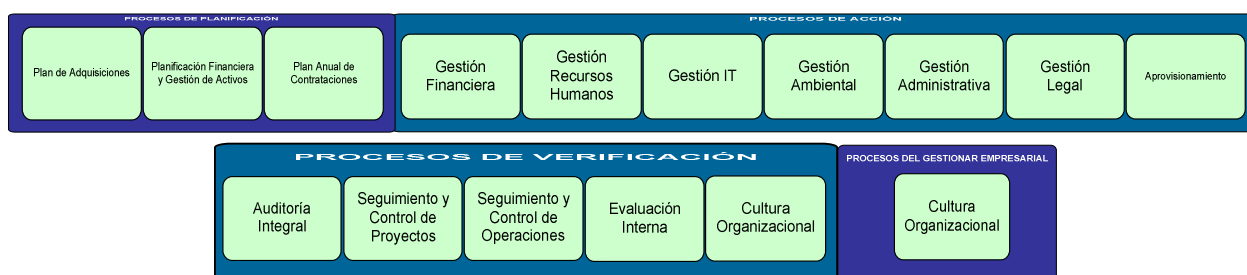 PROCESOS DE PLANIFICACIÓN
Plan de Adquisiciones
Planificación Financiera
y Gestión de Activos
Plan Anual de
Contrataciones
PROCESOS DE ACCIÓN
Gestión
Financiera
Gestión
Recursos
Humanos
Gestión IT
Gestión
Ambiental
Gestión
Administrativa
Gestión
Legal
Aprovisionamiento
PROCESOS DE VERIFICACIÓN
Auditoría
Integral
Seguimiento y
Control de
Proyectos
Seguimiento y
Control de
Operaciones
Evaluación
Interna
Cultura
Organizacional
PROCESOS DEL GESTIONAR EMPRESARIAL
Cultura
Organizacional